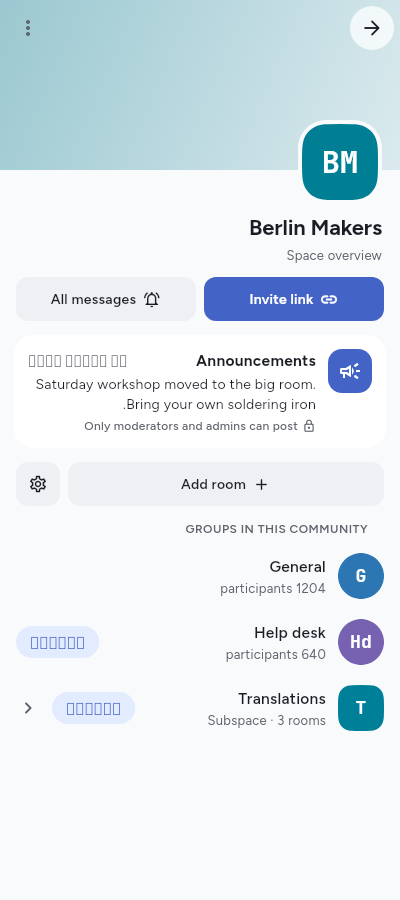 BM
Berlin Makers
Space overview
All messages
Invite link
Announcements
Saturday workshop moved to the big room.
Bring your own soldering iron.
Only moderators and admins can post
Add room
GROUPS IN THIS COMMUNITY
G
General
participants 1204
Hd
Help desk
participants 640
T
Translations
Subspace · 3 rooms